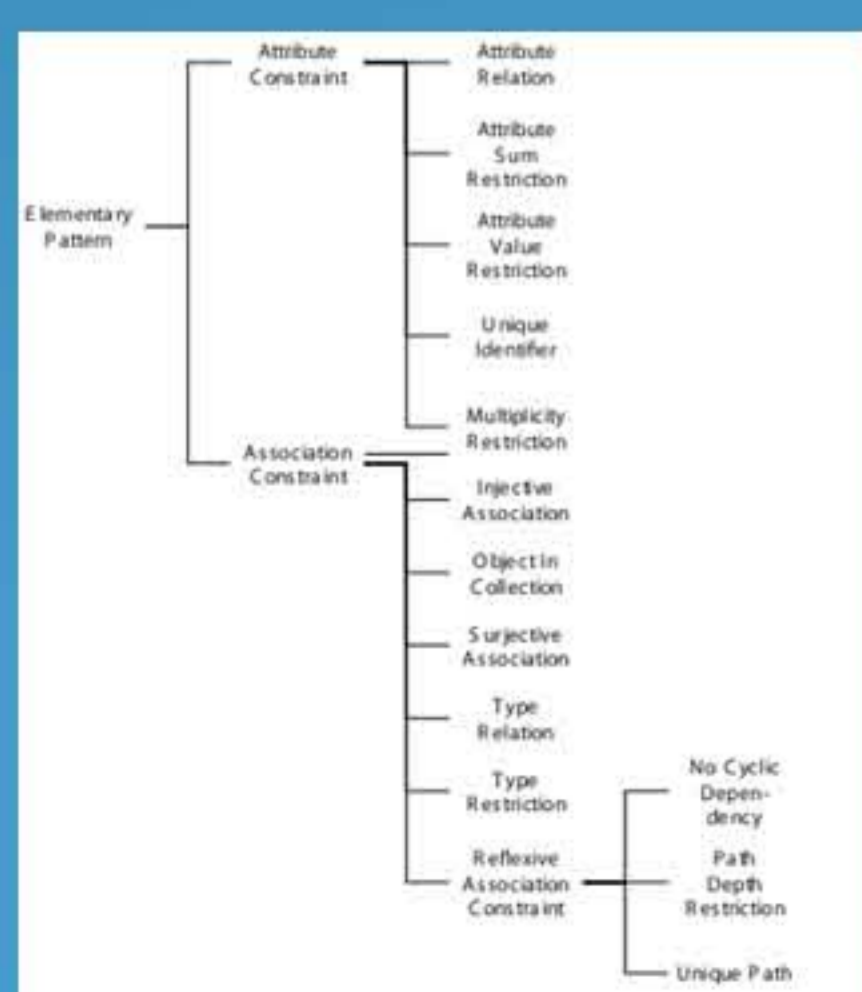 Attribute
Constraint
Attribute
Relation
Attribute
Sum
Restriction
Elementary
Pattern
Attribute
Value
Restriction
Unique
Identifier
Multiplicity
Restriction
Association
Constraint
Injective
Association
Object In
Collection
Surjective
Association
Type
Relation
Type
Restriction
Reflexive
Association
Constraint
No Cyclic
Depen-
dency
Path
Depth
Restriction
Unique Path